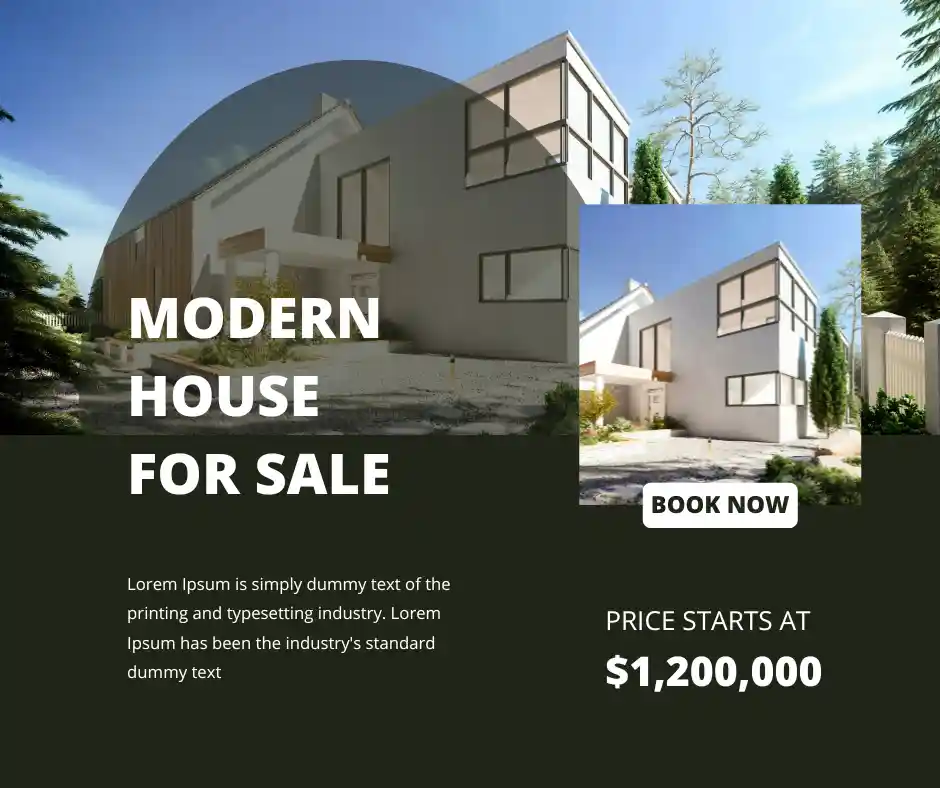 MODERN
HOUSE
FOR SALE
BOOK NOW
Lorem Ipsum is simply dummy text of the
printing and typesetting industry. Lorem
Ipsum has been the industry's standard
dummy text
PRICE STARTS AT
$1,200,000